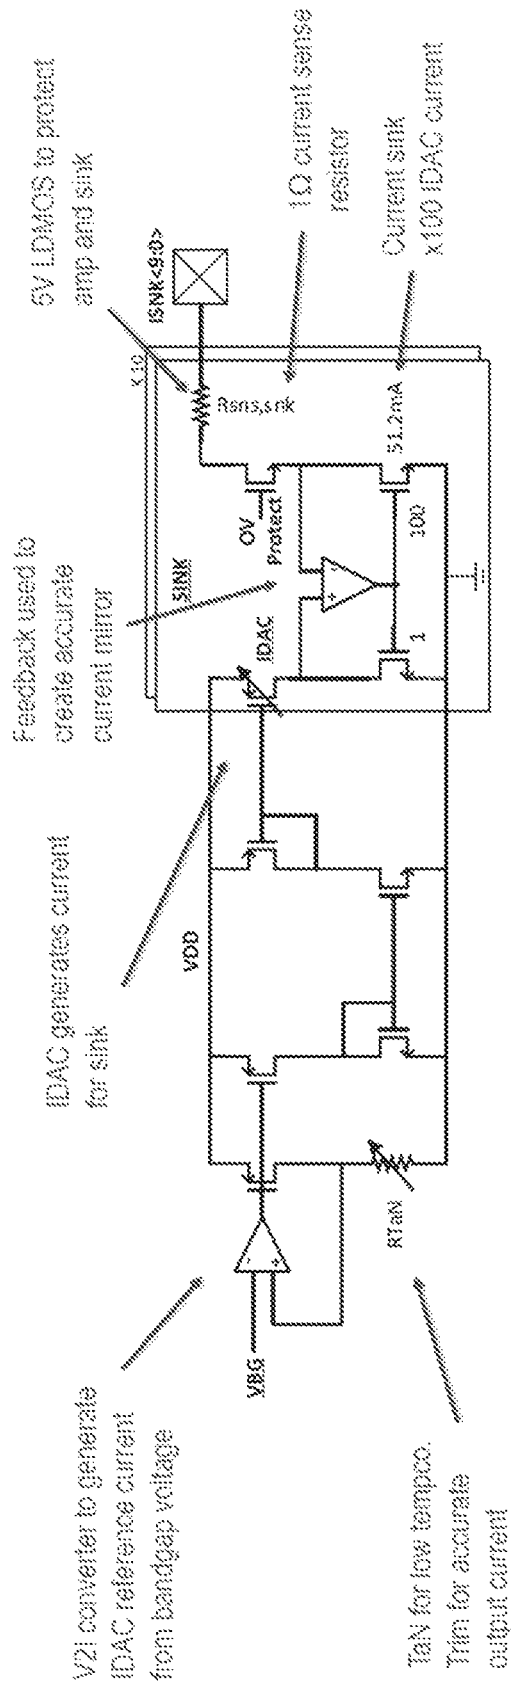 V2I converter to generate
IDAC reference current
from bandgap voltage
IDAC generates current
for sink
Feedback used to
create accurate
current mirror
6V LDMOS to protect
amp and sink
1Ω current sense
resistor
Current sink
x100 IDAC current
TaN for low tempco.
Trim for accurate
output current
VBG
-
+
RTaN
VDD
IDAC
SINK
X 10
OV
Protect
Rsns,snk
ISNK<9:0>
+
-
1
100
51.2mA